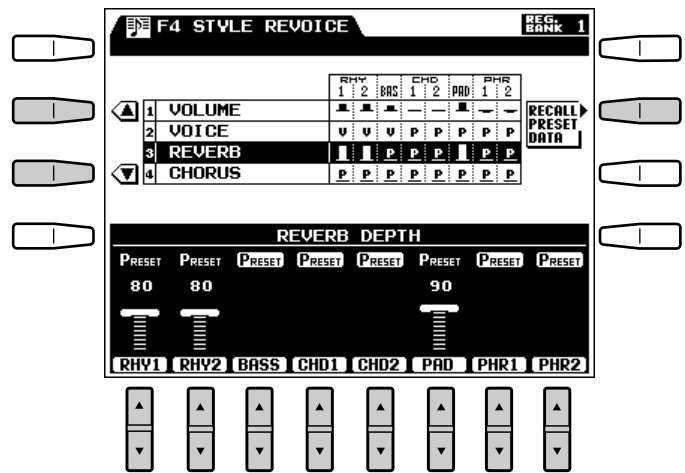 F4 STYLE REVOICE REG. BANK 1
RHY CHD PHR
1 2 BAS 1 2 PAD 1 2
1 VOLUME
2 VOICE V V V P P P P P
3 REVERB P P P P P
4 CHORUS P P P P P P P P
RECALL
PRESET
DATA
REVERB DEPTH
PRESET PRESET PRESET PRESET PRESET PRESET PRESET PRESET
80 80 90
RHY1 RHY2 BASS CHD1 CHD2 PAD PHR1 PHR2